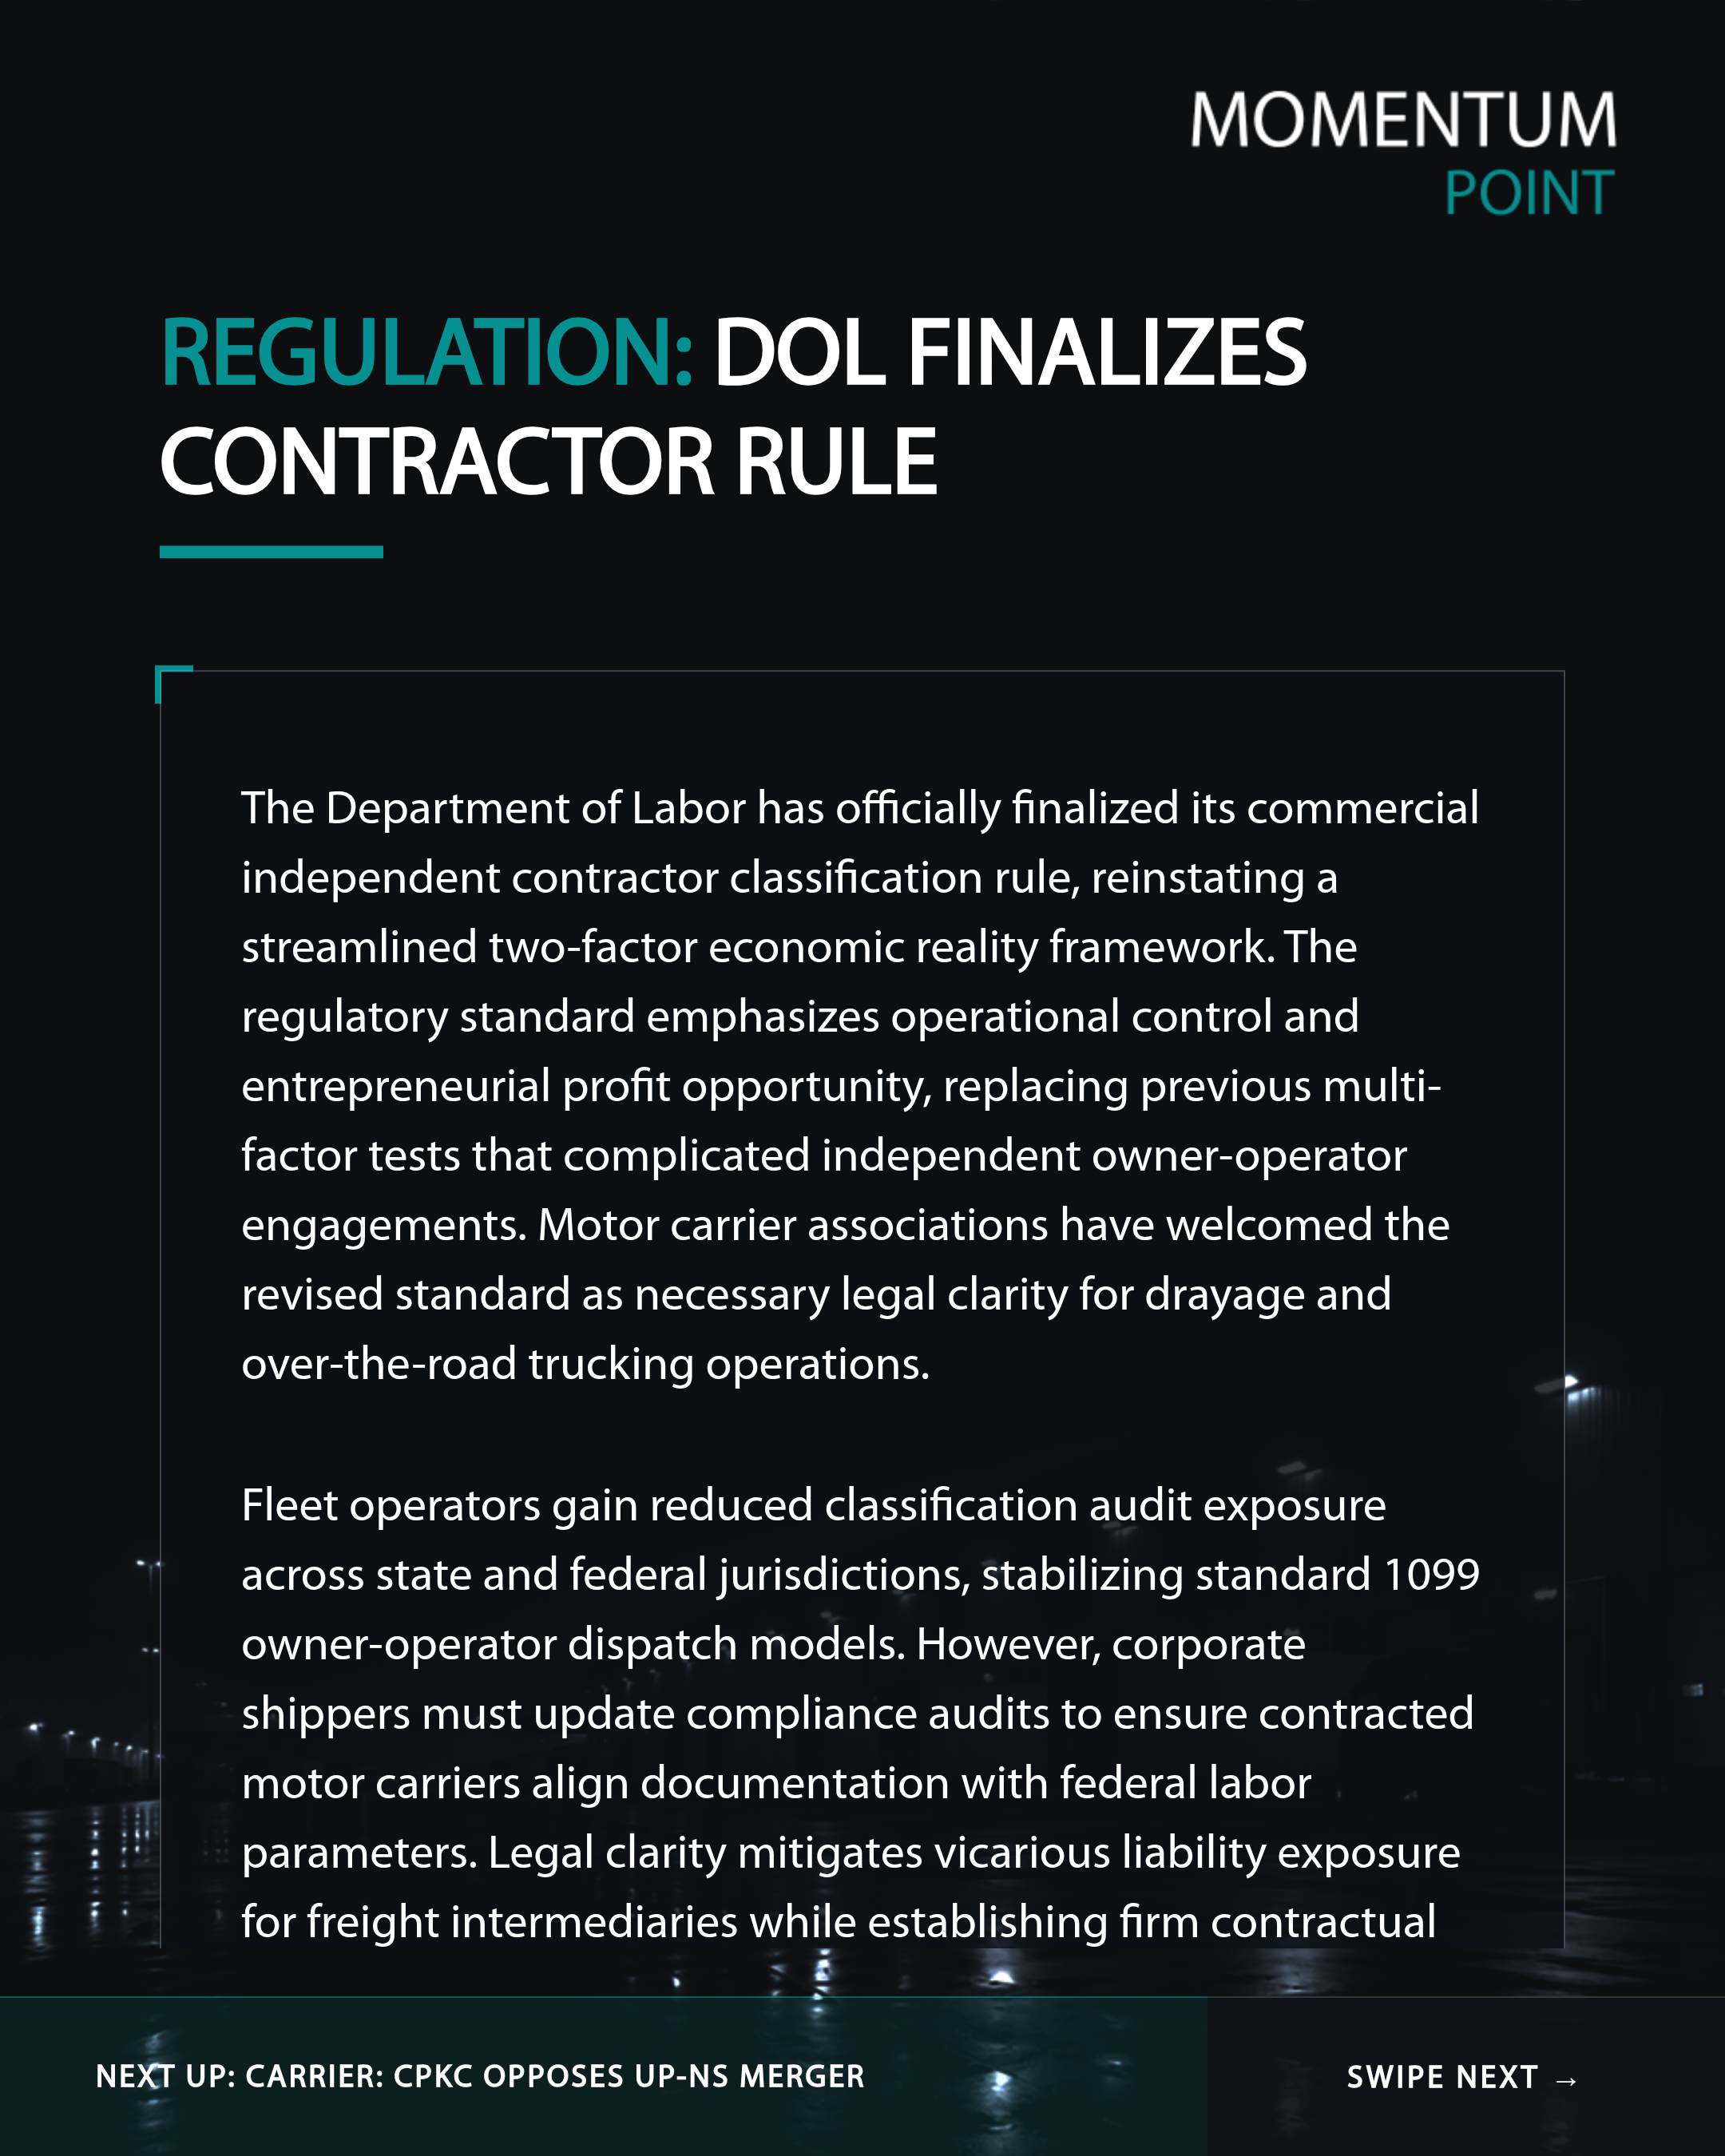 MOMENTUM
POINT
REGULATION: DOL FINALIZES
CONTRACTOR RULE
The Department of Labor has officially finalized its commercial
independent contractor classification rule, reinstating a
streamlined two-factor economic reality framework. The
regulatory standard emphasizes operational control and
entrepreneurial profit opportunity, replacing previous multi-
factor tests that complicated independent owner-operator
engagements. Motor carrier associations have welcomed the
revised standard as necessary legal clarity for drayage and
over-the-road trucking operations.
Fleet operators gain reduced classification audit exposure
across state and federal jurisdictions, stabilizing standard 1099
owner-operator dispatch models. However, corporate
shippers must update compliance audits to ensure contracted
motor carriers align documentation with federal labor
parameters. Legal clarity mitigates vicarious liability exposure
for freight intermediaries while establishing firm contractual
NEXT UP: CARRIER: CPKC OPPOSES UP-NS MERGER
SWIPE NEXT →